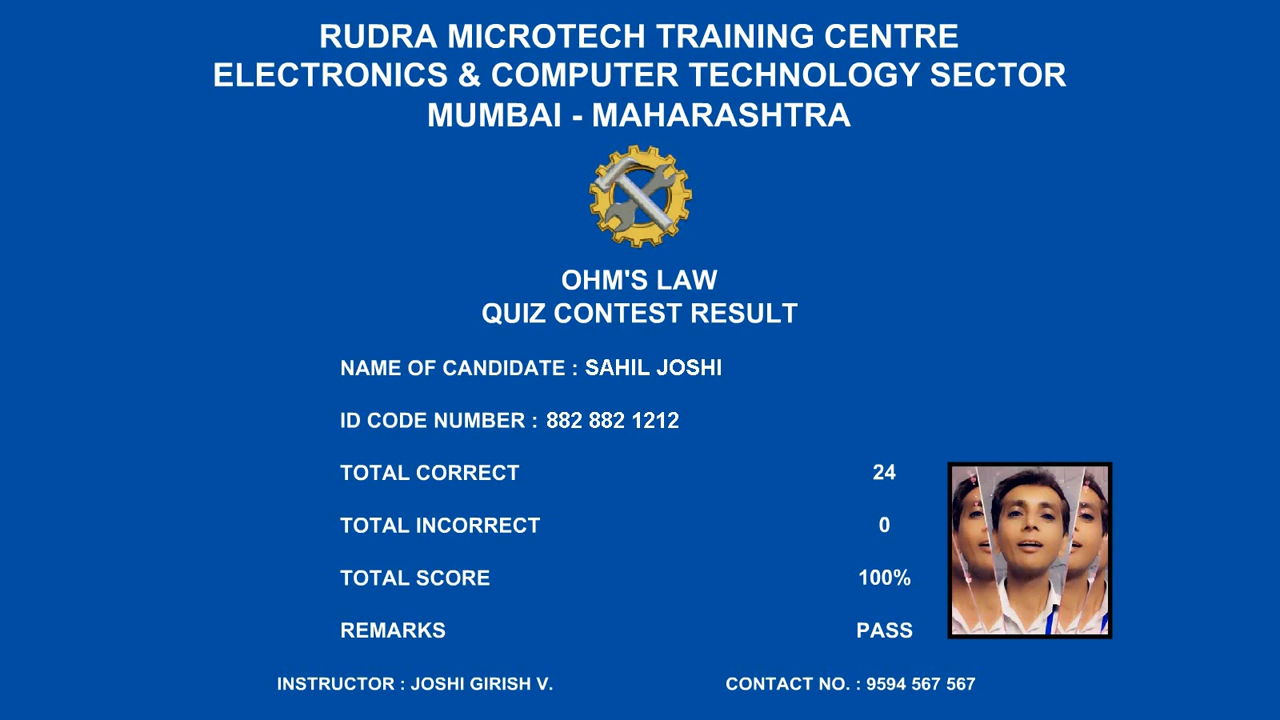 RUDRA MICROTECH TRAINING CENTRE
ELECTRONICS & COMPUTER TECHNOLOGY SECTOR
MUMBAI - MAHARASHTRA
OHM'S LAW
QUIZ CONTEST RESULT
NAME OF CANDIDATE : SAHIL JOSHI
ID CODE NUMBER : 882 882 1212
TOTAL CORRECT 24
TOTAL INCORRECT 0
TOTAL SCORE 100%
REMARKS PASS
INSTRUCTOR : JOSHI GIRISH V. CONTACT NO. : 9594 567 567